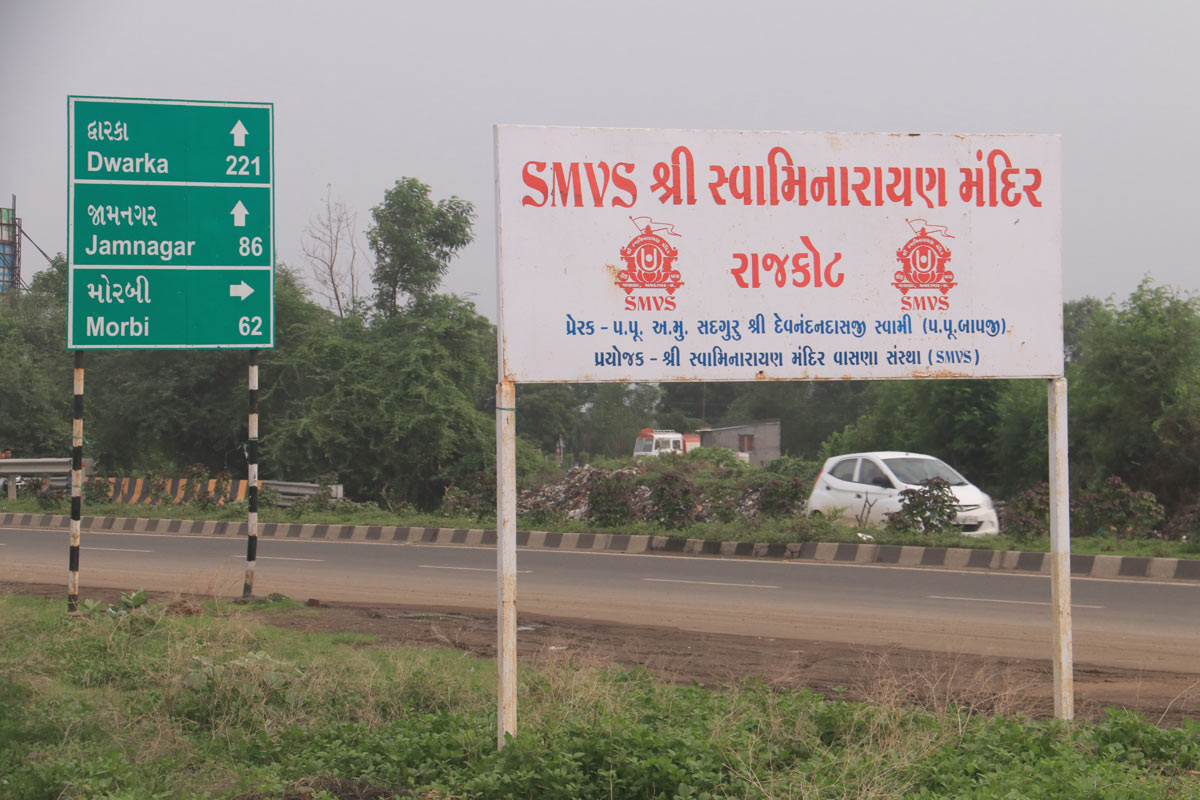 દ્વારકા
Dwarka 221
જામનગર
Jamnagar 86
મોરબી
Morbi 62
SMVS શ્રી સ્વામિનારાયણ મંદિર
રાજકોટ
SMVS
SMVS
પ્રેરક - પ.પૂ. અ.મુ. સદગુરુ શ્રી દેવનંદનદાસજી સ્વામી (પ.પૂ.બાપજી)
પ્રયોજક - શ્રી સ્વામિનારાયણ મંદિર વાસણા સંસ્થા (SMVS)